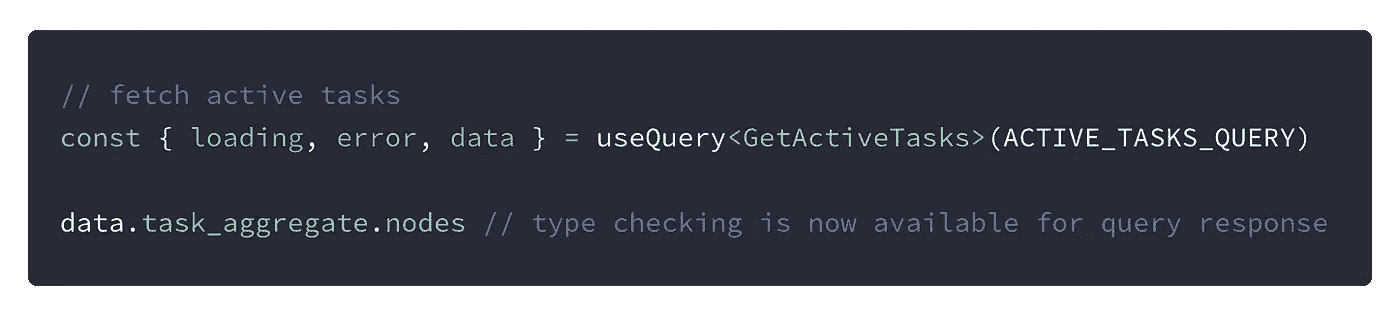 // fetch active tasks
const { loading, error, data } = useQuery<GetActiveTasks>(ACTIVE_TASKS_QUERY)
data.task_aggregate.nodes // type checking is now available for query response